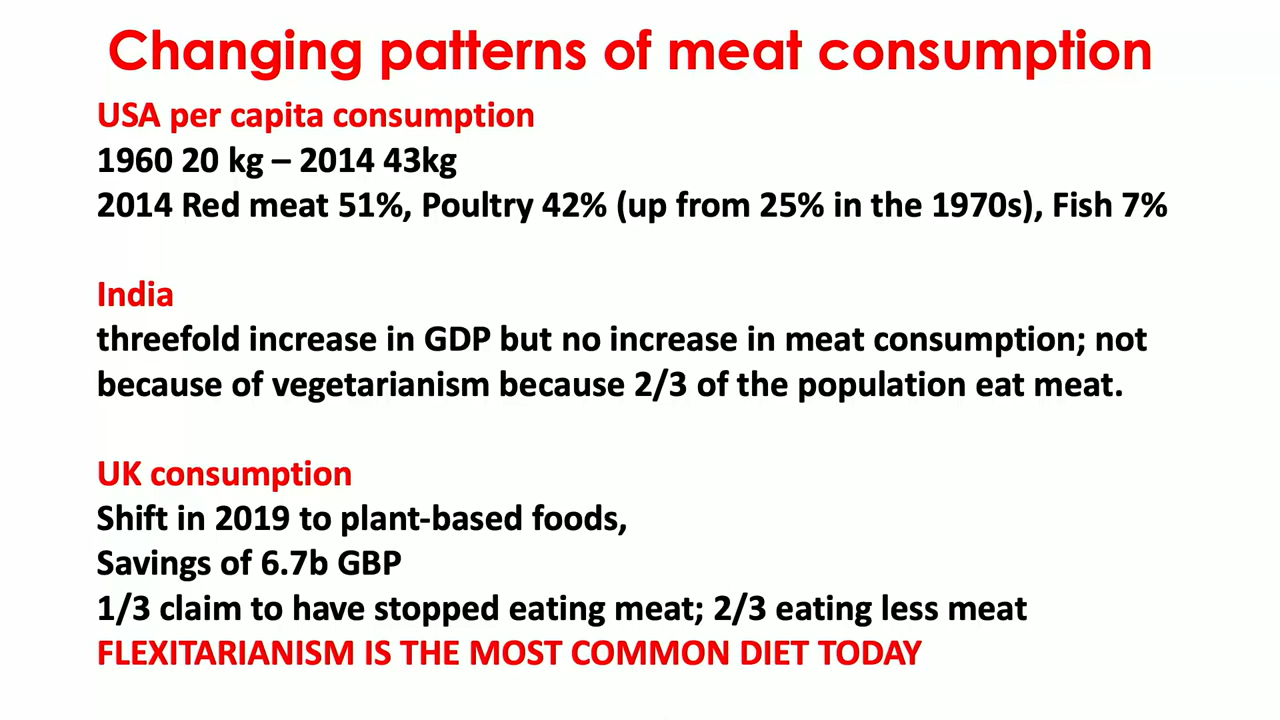 Changing patterns of meat consumption
USA per capita consumption
1960 20 kg – 2014 43kg
2014 Red meat 51%, Poultry 42% (up from 25% in the 1970s), Fish 7%
India
threefold increase in GDP but no increase in meat consumption; not
because of vegetarianism because 2/3 of the population eat meat.
UK consumption
Shift in 2019 to plant-based foods,
Savings of 6.7b GBP
1/3 claim to have stopped eating meat; 2/3 eating less meat
FLEXITARIANISM IS THE MOST COMMON DIET TODAY